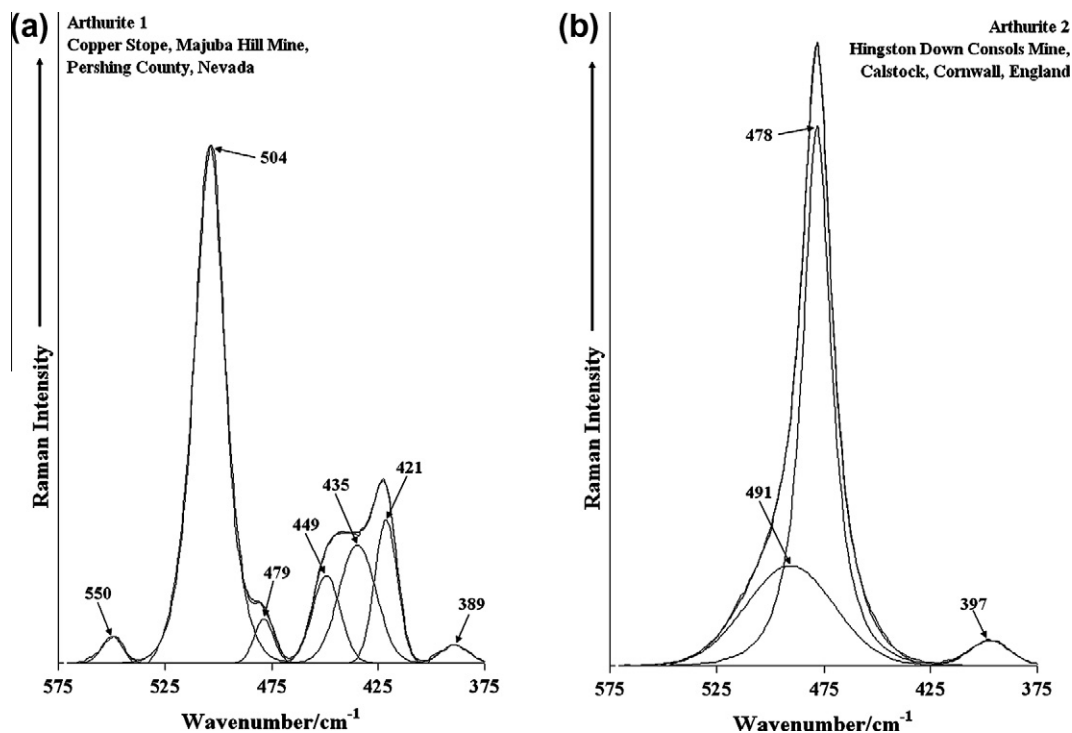 (a)
Arthurite 1
Copper Stope, Majuba Hill Mine,
Pershing County, Nevada
504
550
479
449
435
421
389
Raman Intensity
575
525
475
425
375
Wavenumber/cm-1
(b)
Arthurite 2
Hingston Down Consols Mine,
Calstock, Cornwall, England
478
491
397
Raman Intensity
575
525
475
425
375
Wavenumber/cm-1